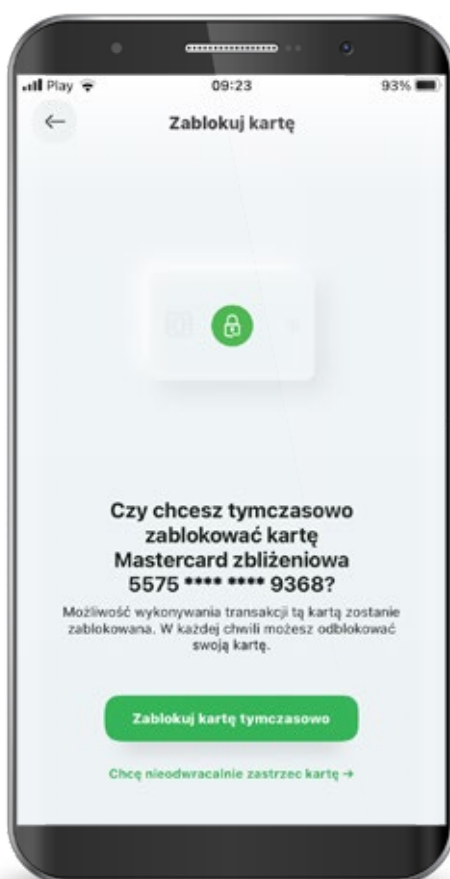 Play
09:23
93%
Zablokuj kartę
Czy chcesz tymczasowo
zablokować kartę
Mastercard zbliżeniowa
5575 **** **** 9368?
Możliwość wykonywania transakcji tą kartą zostanie
zablokowana. W każdej chwili możesz odblokować
swoją kartę.
Zablokuj kartę tymczasowo
Chcę nieodwracalnie zastrzec kartę →